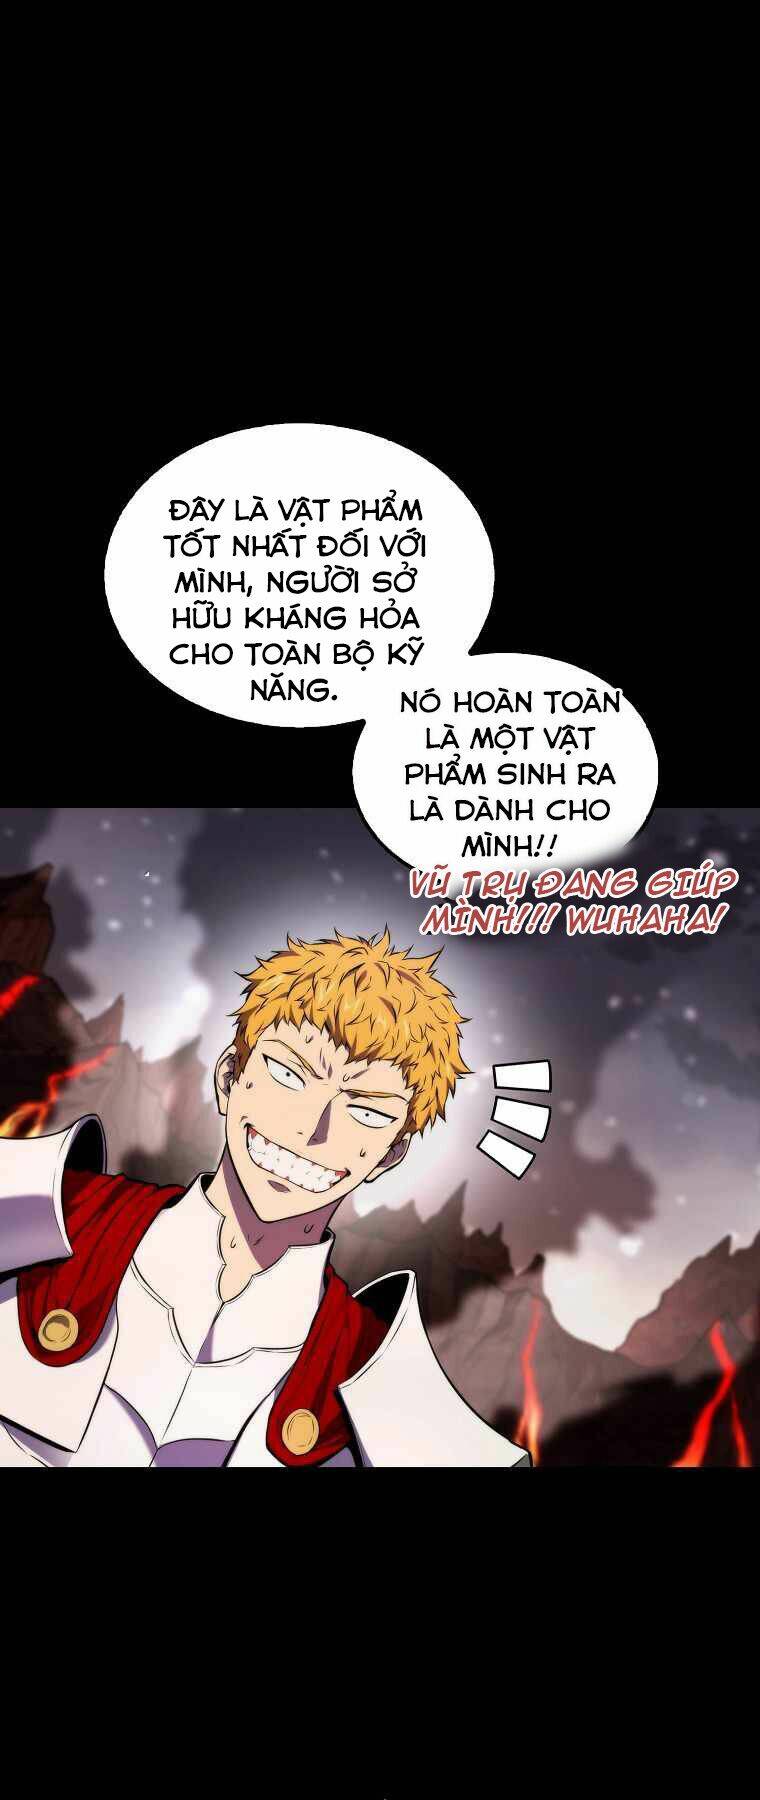 ĐÂY LÀ VẬT PHẨM
TỐT NHẤT ĐỐI VỚI
MÌNH, NGƯỜI SỞ
HỮU KHÁNG HỎA
CHO TOÀN BỘ KỸ
NĂNG.
NÓ HOÀN TOÀN
LÀ MỘT VẬT
PHẨM SINH RA
LÀ DÀNH CHO
MÌNH!!
VŨ TRỤ ĐANG GIÚP
MÌNH!!! WUHAHA!